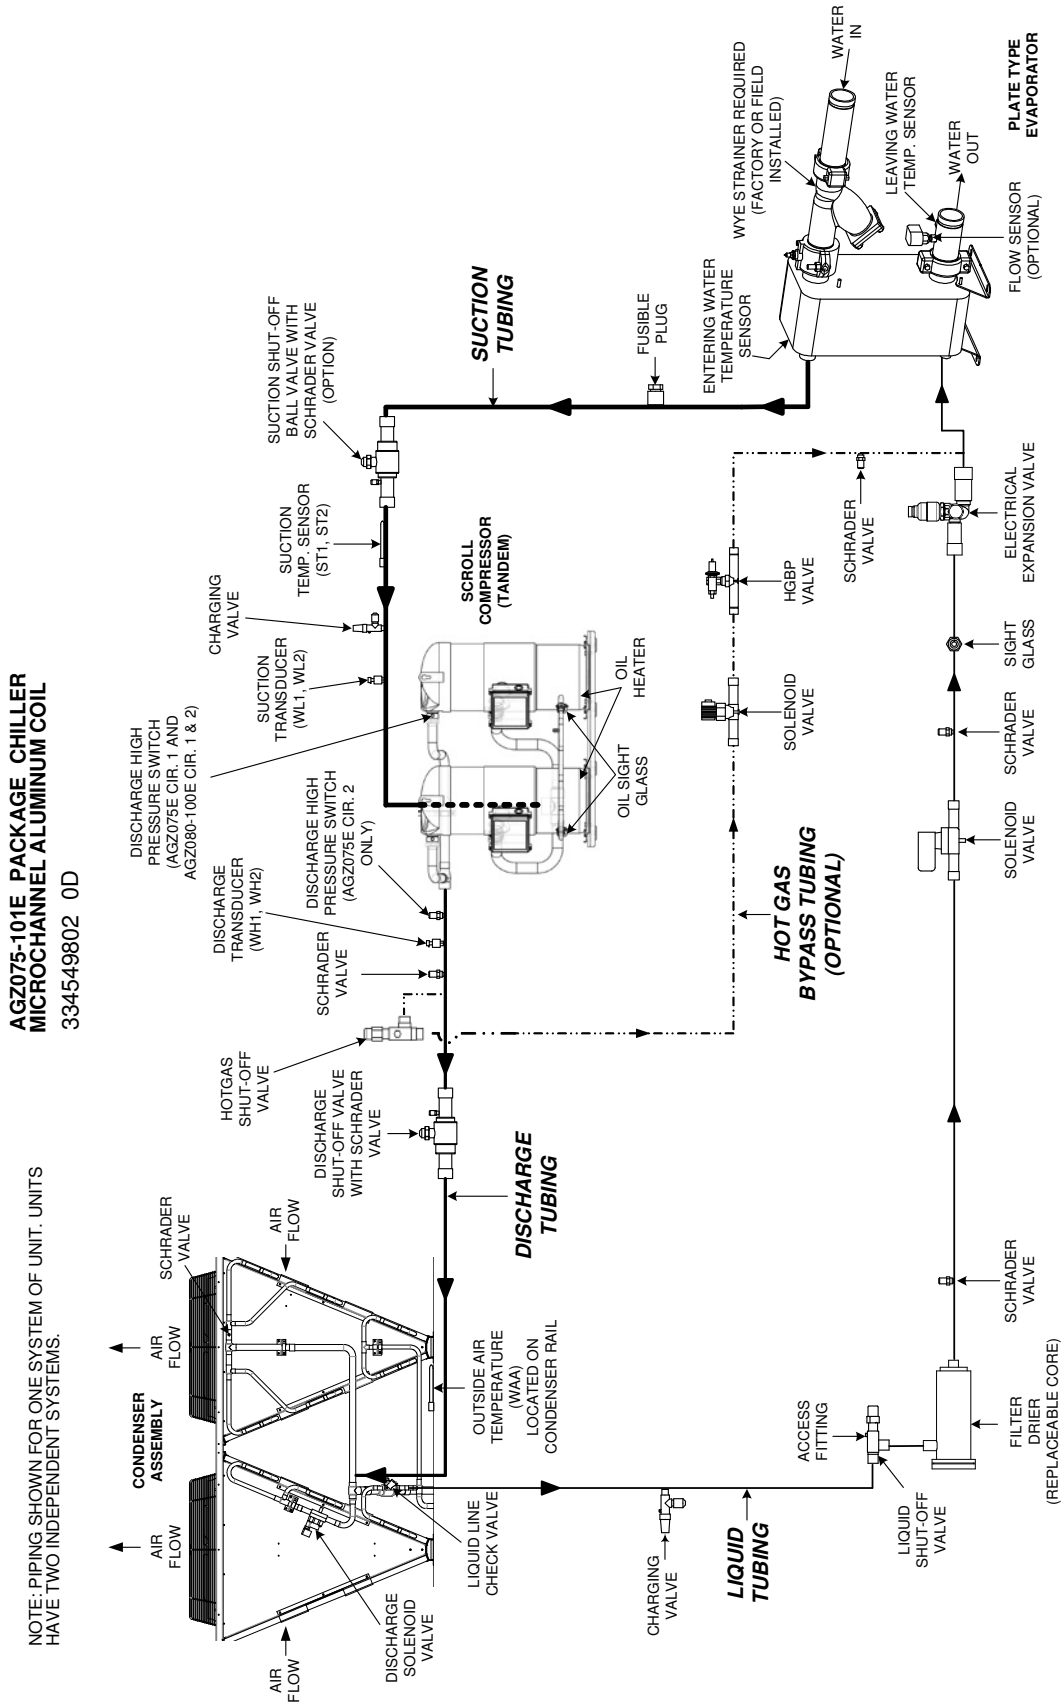 AGZ075-101E PACKAGE CHILLER
MICROCHANNEL ALUMINUM COIL
334549802 0D
NOTE: PIPING SHOWN FOR ONE SYSTEM OF UNIT. UNITS
HAVE TWO INDEPENDENT SYSTEMS.
CONDENSER
ASSEMBLY
AIR
FLOW
AIR
FLOW
AIR
FLOW
AIR
FLOW
SCHRADER
VALVE
DISCHARGE
SOLENOID
VALVE
LIQUID LINE
CHECK VALVE
OUTSIDE AIR
TEMPERATURE
(WAA)
LOCATED ON
CONDENSER RAIL
HOTGAS
SHUT-OFF
VALVE
DISCHARGE
SHUT-OFF VALVE
WITH SCHRADER
VALVE
DISCHARGE
TUBING
SCHRADER
VALVE
DISCHARGE
TRANSDUCER
(WH1, WH2)
DISCHARGE HIGH
PRESSURE SWITCH
(AGZ075E CIR. 2
ONLY)
DISCHARGE HIGH
PRESSURE SWITCH
(AGZ075E CIR. 1 AND
AGZ080-100E CIR. 1 & 2)
SUCTION
TRANSDUCER
(WL1, WL2)
CHARGING
VALVE
SUCTION
TEMP. SENSOR
(ST1, ST2)
SUCTION SHUT-OFF
BALL VALVE WITH
SCHRADER VALVE
(OPTION)
SUCTION
TUBING
SCROLL
COMPRESSOR
(TANDEM)
OIL
HEATER
OIL SIGHT
GLASS
FUSIBLE
PLUG
ENTERING WATER
TEMPERATURE
SENSOR
WYE STRAINER REQUIRED
(FACTORY OR FIELD
INSTALLED)
WATER
IN
LEAVING WATER
TEMP. SENSOR
WATER
OUT
FLOW SENSOR
(OPTIONAL)
PLATE TYPE
EVAPORATOR
HOT GAS
BYPASS TUBING
(OPTIONAL)
SOLENOID
VALVE
HGBP
VALVE
SCHRADER
VALVE
CHARGING
VALVE
LIQUID
TUBING
ACCESS
FITTING
LIQUID
SHUT-OFF
VALVE
FILTER
DRIER
(REPLACEABLE CORE)
SCHRADER
VALVE
SOLENOID
VALVE
SCHRADER
VALVE
SIGHT
GLASS
ELECTRICAL
EXPANSION VALVE